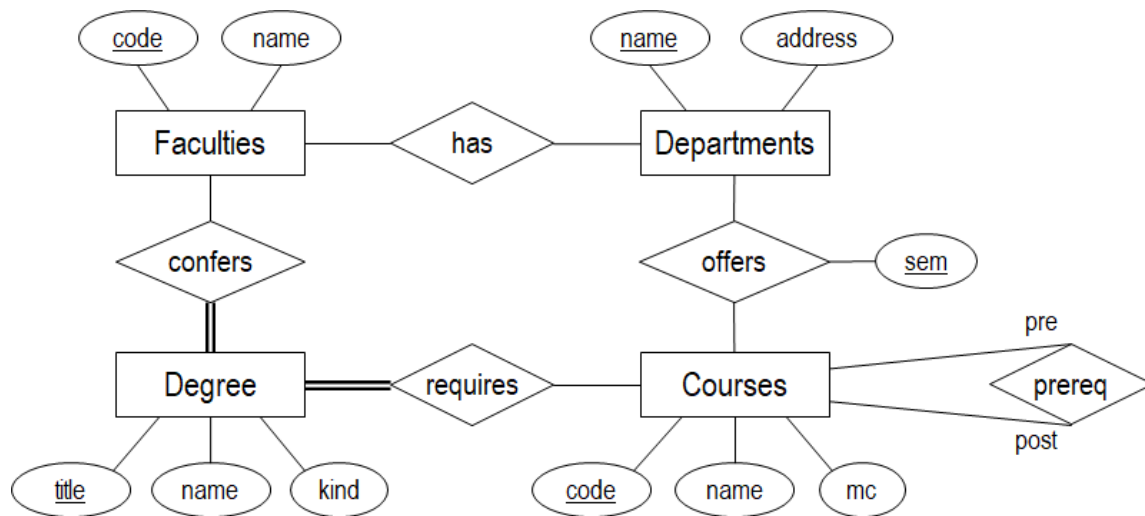 code name name address
Faculties has Departments
confers offers sem
pre
Degree requires Courses prereq
post
title name kind code name mc